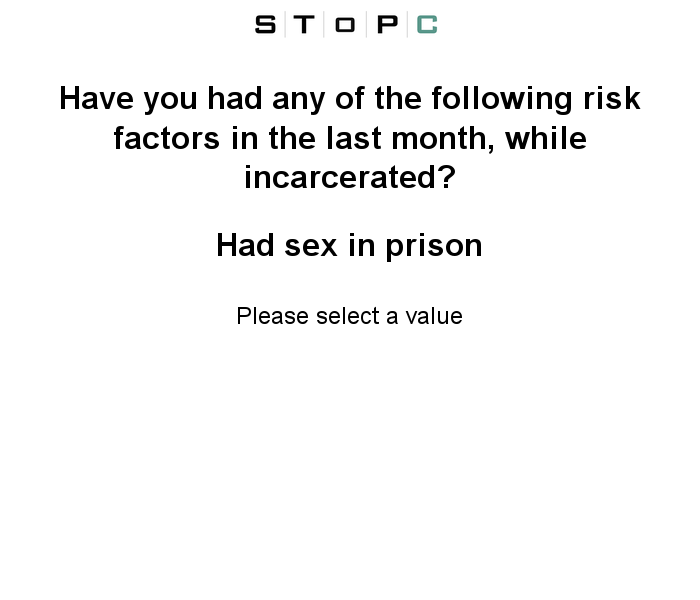 STOPC
Have you had any of the following risk
factors in the last month, while
incarcerated?
Had sex in prison
Please select a value